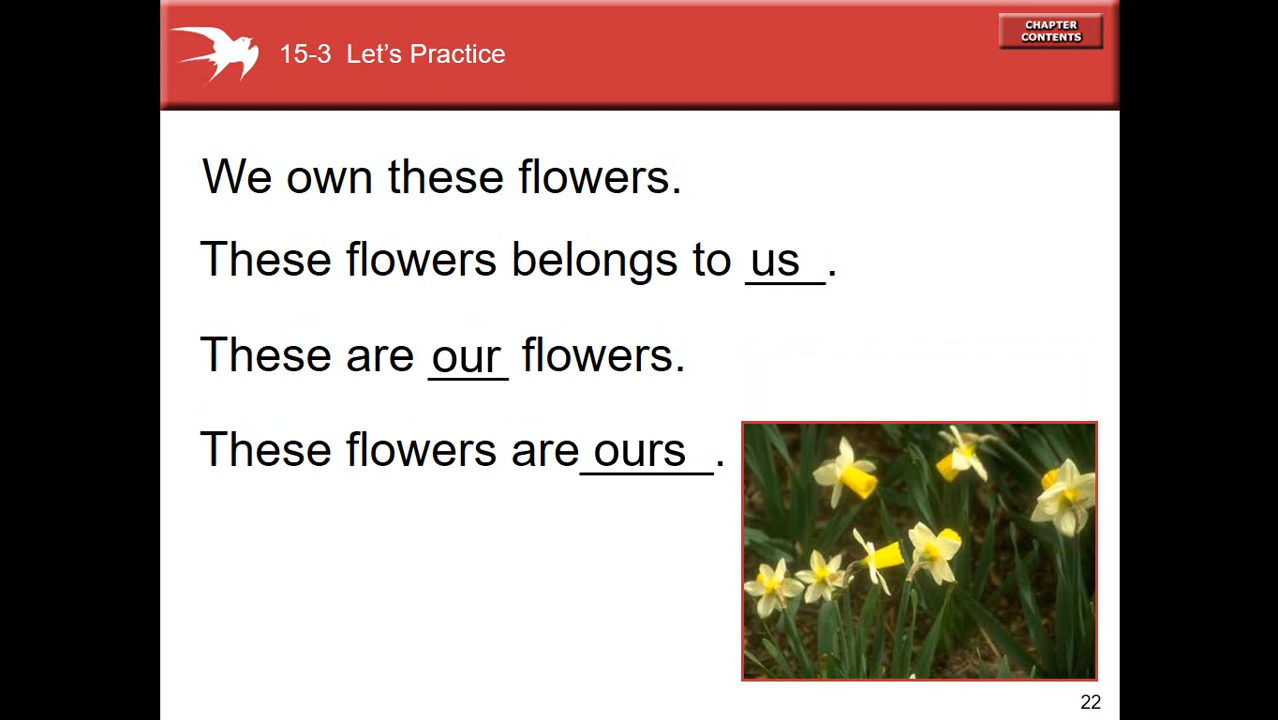 CHAPTER
CONTENTS
15-3 Let's Practice
We own these flowers.
These flowers belongs to us.
These are our flowers.
These flowers are ours.
22